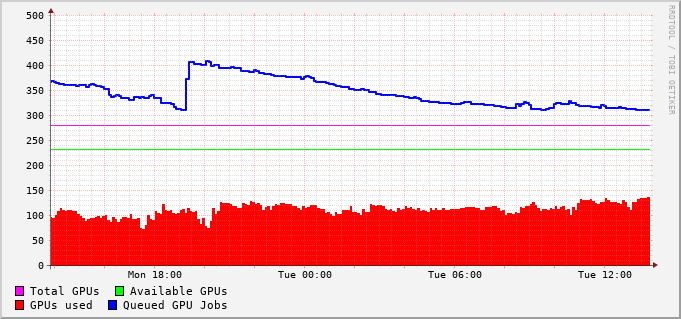 500
450
400
350
300
250
200
150
100
50
0
Mon 18:00 Tue 00:00 Tue 06:00 Tue 12:00
Total GPUs Available GPUs
GPUs used Queued GPU Jobs
RRDTOOL / TOBI OETIKER